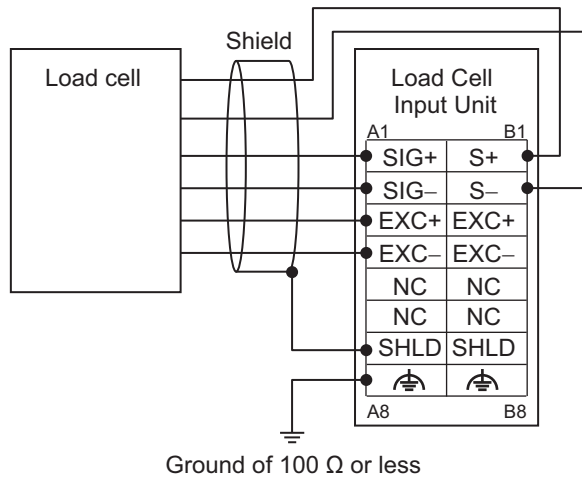 Shield
Load cell
Load Cell
Input Unit
A1 B1
SIG+ S+
SIG− S−
EXC+ EXC+
EXC− EXC−
NC NC
NC NC
SHLD SHLD
A8 B8
Ground of 100 Ω or less